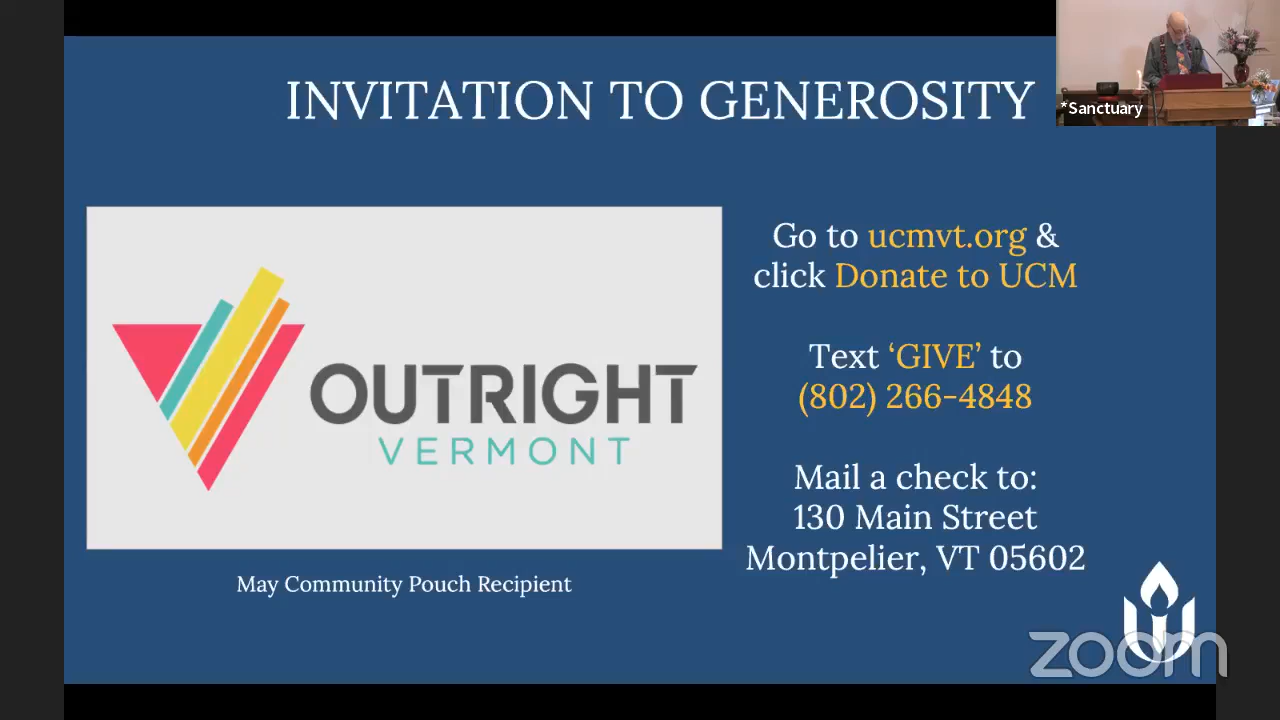 INVITATION TO GENEROSITY
*Sanctuary
OUTRIGHT
VERMONT
May Community Pouch Recipient
Go to ucmvt.org &
click Donate to UCM
Text ‘GIVE’ to
(802) 266-4848
Mail a check to:
130 Main Street
Montpelier, VT 05602
zoom